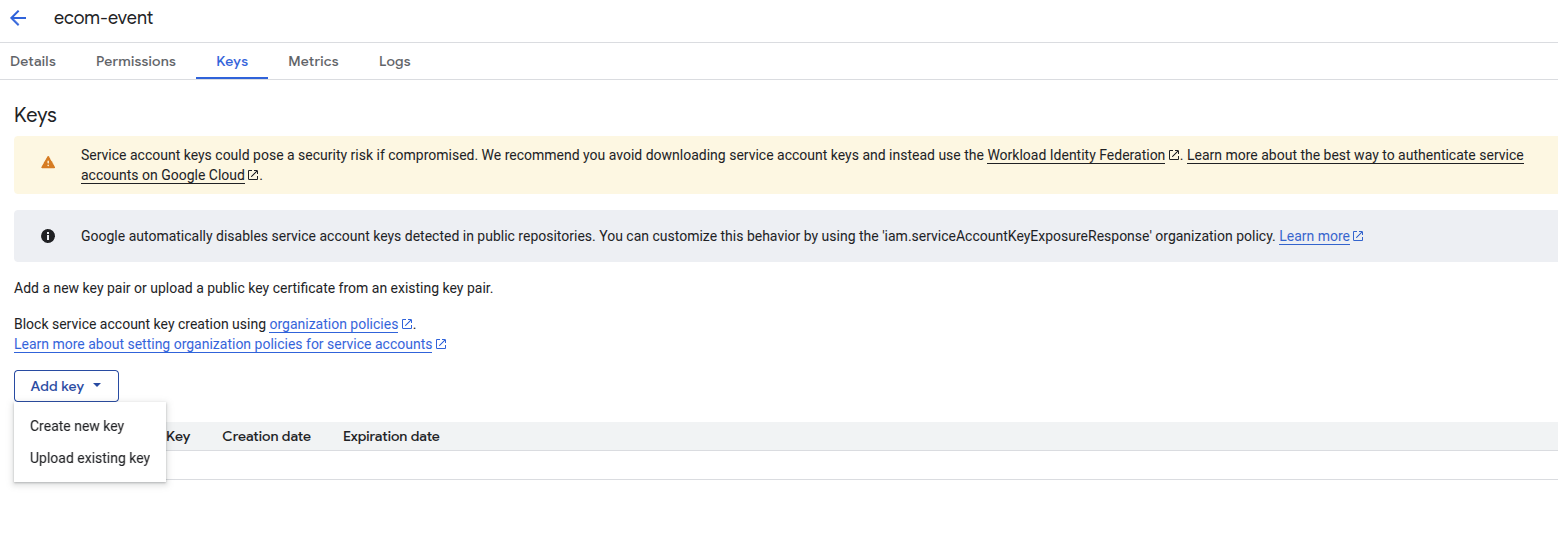 ecom-event
Details Permissions Keys Metrics Logs
Keys
Service account keys could pose a security risk if compromised. We recommend you avoid downloading service account keys and instead use the Workload Identity Federation. Learn more about the best way to authenticate service
accounts on Google Cloud.
Google automatically disables service account keys detected in public repositories. You can customize this behavior by using the 'iam.serviceAccountKeyExposureResponse' organization policy. Learn more
Add a new key pair or upload a public key certificate from an existing key pair.
Block service account key creation using organization policies.
Learn more about setting organization policies for service accounts
Add key
Create new key
Upload existing key
Key Creation date Expiration date